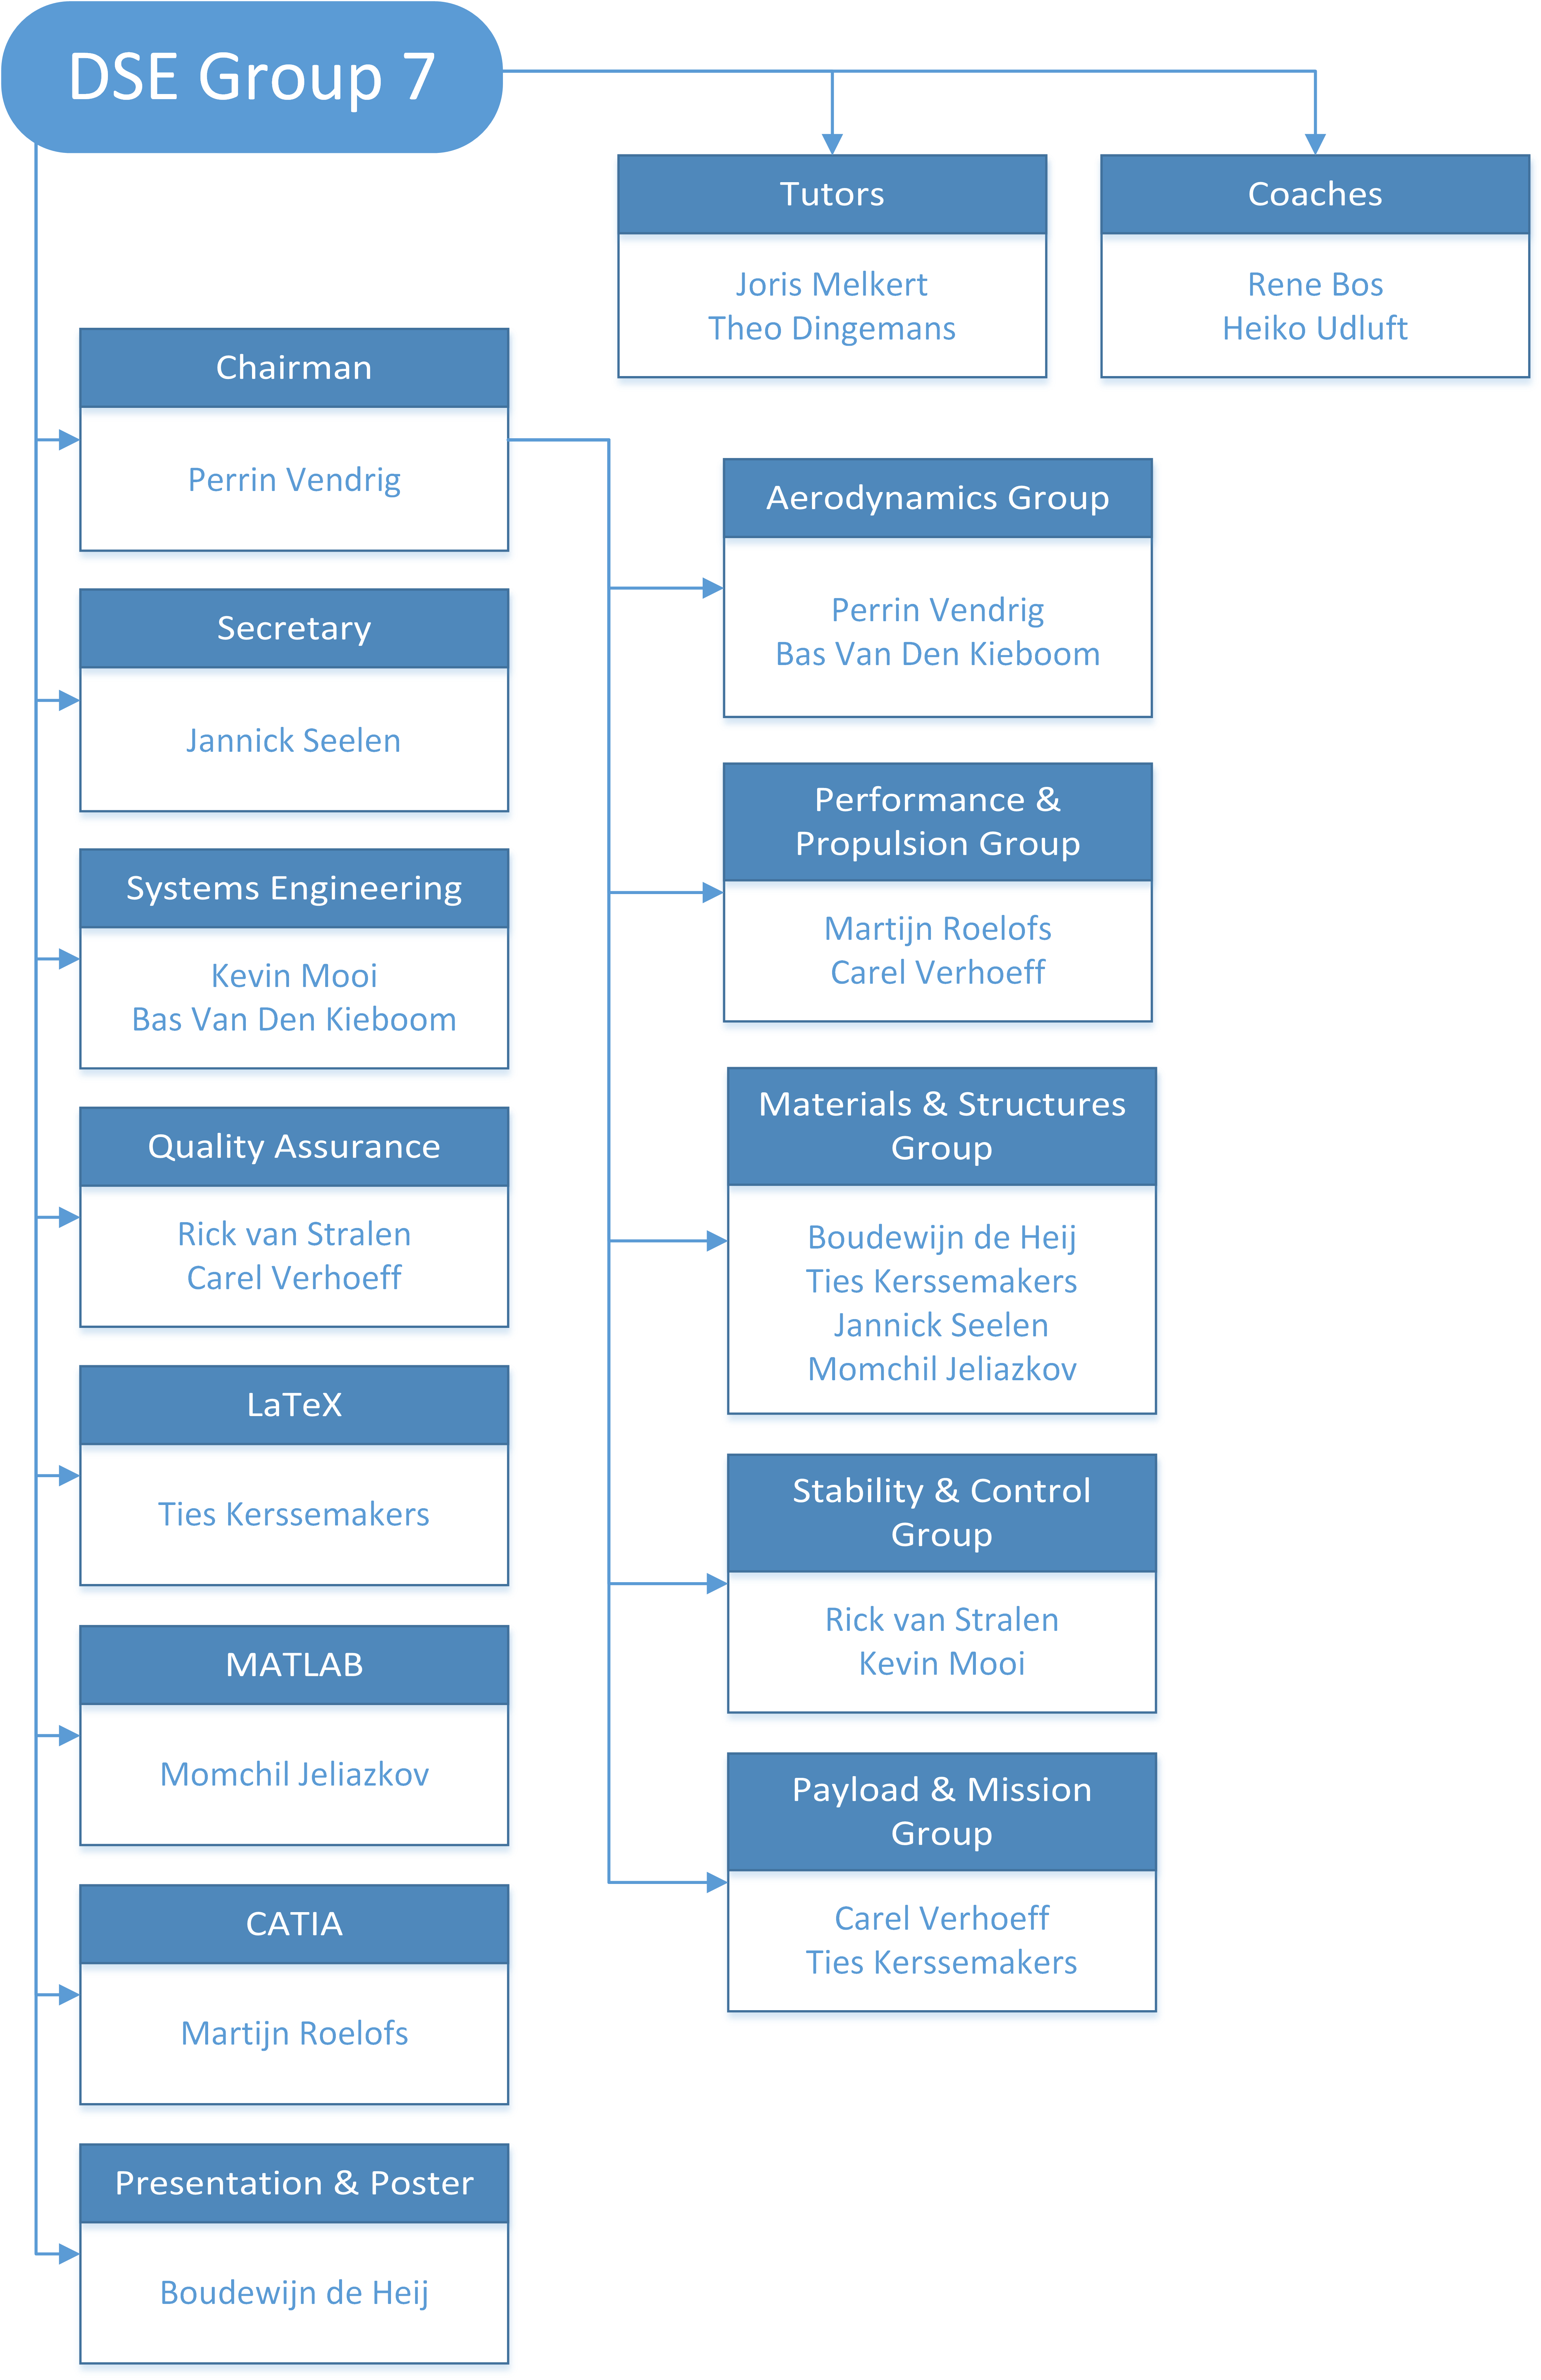 DSE Group 7
Tutors
Joris Melkert
Theo Dingemans
Coaches
Rene Bos
Heiko Udluft
Chairman
Perrin Vendrig
Secretary
Jannick Seelen
Systems Engineering
Kevin Mooi
Bas Van Den Kieboom
Quality Assurance
Rick van Stralen
Carel Verhoeff
LaTeX
Ties Kerssemakers
MATLAB
Momchil Jeliazkov
CATIA
Martijn Roelofs
Presentation & Poster
Boudewijn de Heij
Aerodynamics Group
Perrin Vendrig
Bas Van Den Kieboom
Performance &
Propulsion Group
Martijn Roelofs
Carel Verhoeff
Materials & Structures
Group
Boudewijn de Heij
Ties Kerssemakers
Jannick Seelen
Momchil Jeliazkov
Stability & Control
Group
Rick van Stralen
Kevin Mooi
Payload & Mission
Group
Carel Verhoeff
Ties Kerssemakers